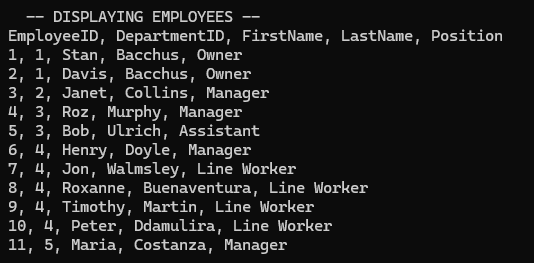 -- DISPLAYING EMPLOYEES --
EmployeeID, DepartmentID, FirstName, LastName, Position
1, 1, Stan, Bacchus, Owner
2, 1, Davis, Bacchus, Owner
3, 2, Janet, Collins, Manager
4, 3, Roz, Murphy, Manager
5, 3, Bob, Ulrich, Assistant
6, 4, Henry, Doyle, Manager
7, 4, Jon, Walmsley, Line Worker
8, 4, Roxanne, Buenaventura, Line Worker
9, 4, Timothy, Martin, Line Worker
10, 4, Peter, Ddamulira, Line Worker
11, 5, Maria, Costanza, Manager